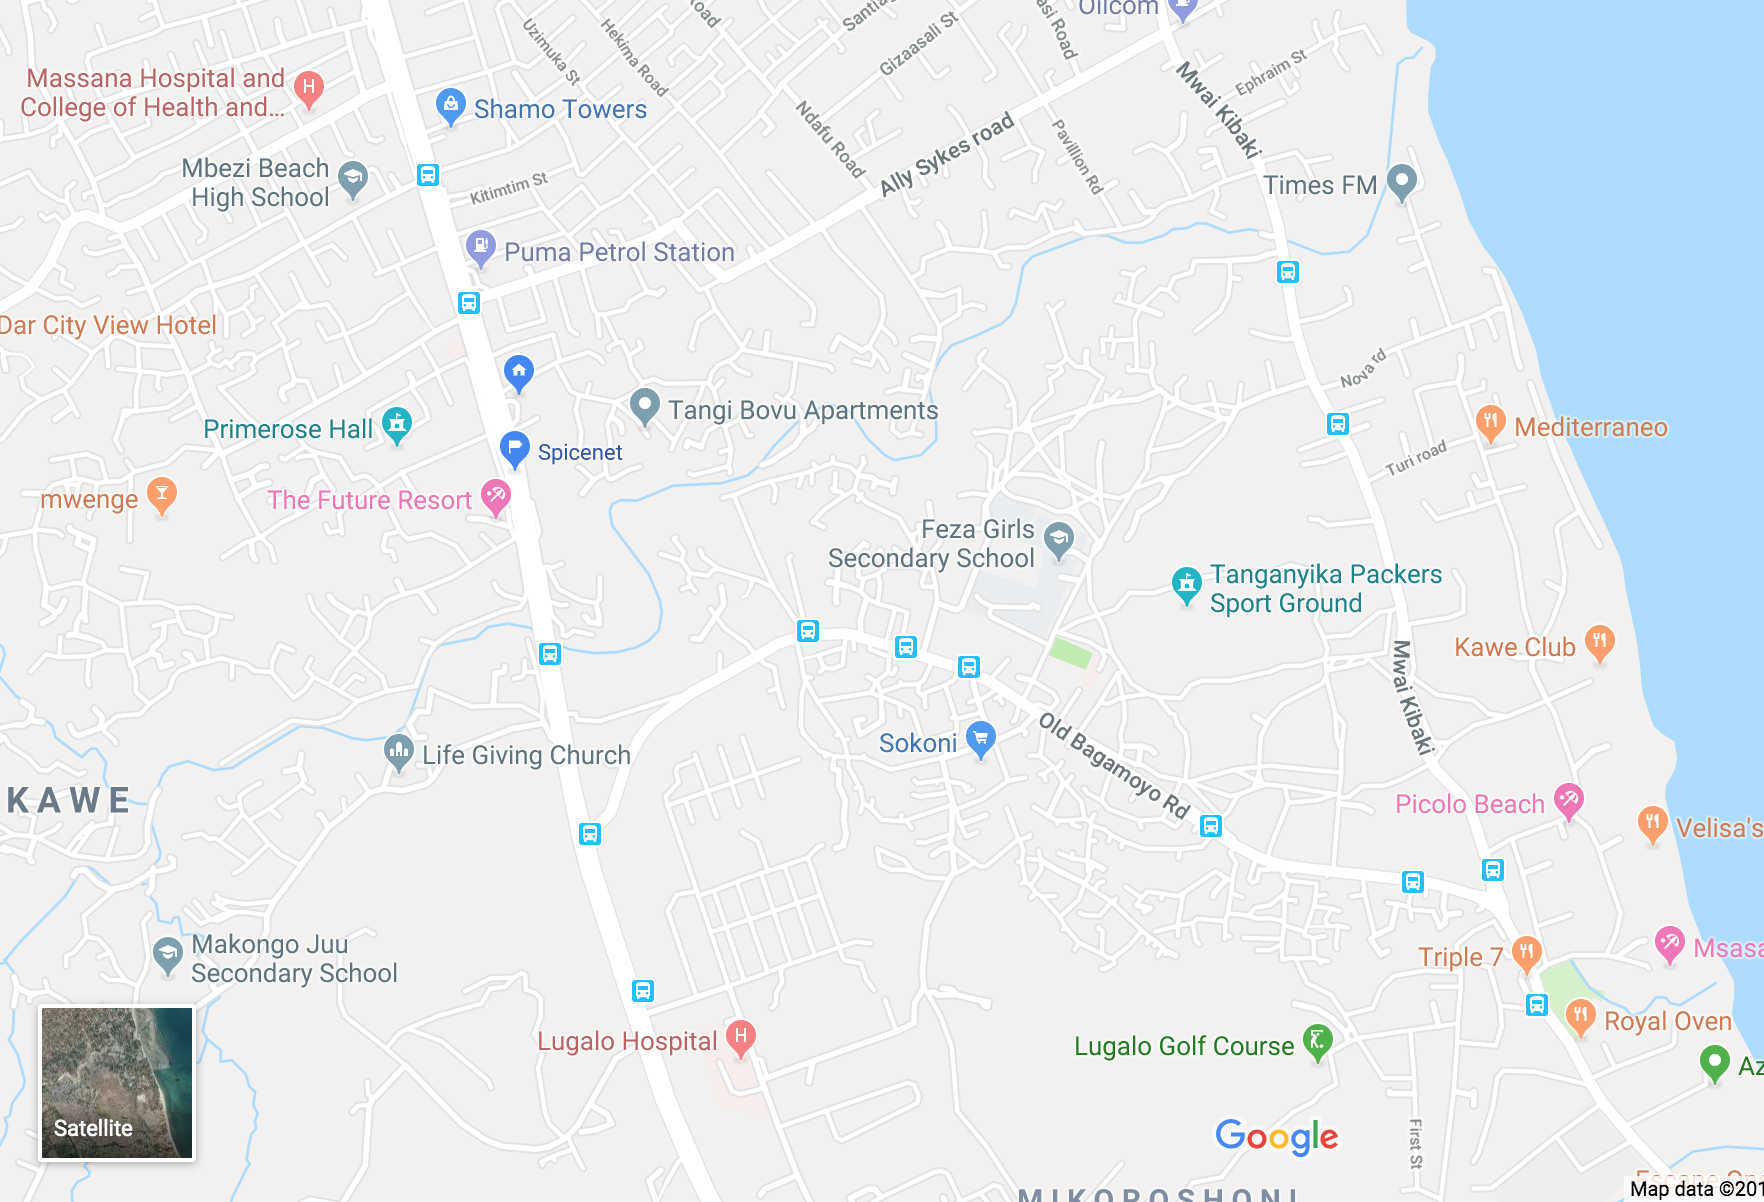 Oilcom
Santia
Gizaasali St
asi Road
Road
Uzimuka St
Hekima Road
Massana Hospital and
College of Health and...
Shamo Towers
Mwai Kibaki
Ephraim St
Ndafu Road
Ally Sykes road
Pavillion Rd
Mbezi Beach
High School
Kitimtim St
Times FM
Puma Petrol Station
Dar City View Hotel
Nova rd
Primerose Hall
Tangi Bovu Apartments
Mediterraneo
Spicenet
Turi road
mwenge
The Future Resort
Feza Girls
Secondary School
Tanganyika Packers
Sport Ground
Kawe Club
Mwai Kibaki
Sokoni
Old Bagamoyo Rd
Life Giving Church
KAWE
Picolo Beach
Velisa's
Makongo Juu
Secondary School
Triple 7
Msasa
Lugalo Hospital
Lugalo Golf Course
Royal Oven
Az
Satellite
Google
First St
MIKOROSHONI
Map data ©201